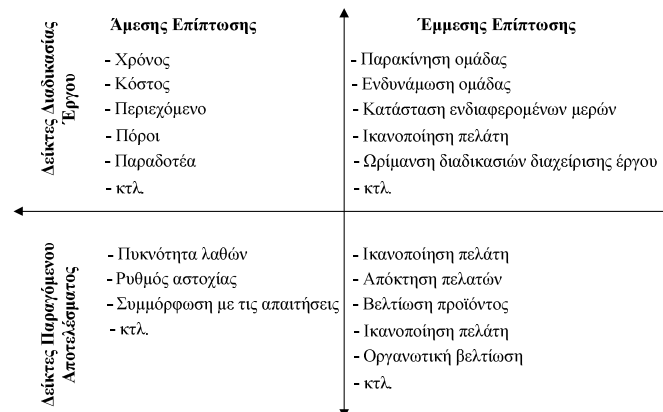 Άμεσης Επίπτωσης
Έμμεσης Επίπτωσης
Δείκτες Διαδικασίας
Έργου
- Χρόνος
- Κόστος
- Περιεχόμενο
- Πόροι
- Παραδοτέα
- κτλ.
- Παρακίνηση ομάδας
- Ενδυνάμωση ομάδας
- Κατάσταση ενδιαφερομένων μερών
- Ικανοποίηση πελάτη
- Ωρίμανση διαδικασιών διαχείρισης έργου
- κτλ.
Δείκτες Παραγόμενου
Αποτελέσματος
- Πυκνότητα λαθών
- Ρυθμός αστοχίας
- Συμμόρφωση με τις απαιτήσεις
- κτλ.
- Ικανοποίηση πελάτη
- Απόκτηση πελατών
- Βελτίωση προϊόντος
- Ικανοποίηση πελάτη
- Οργανωτική βελτίωση
- κτλ.